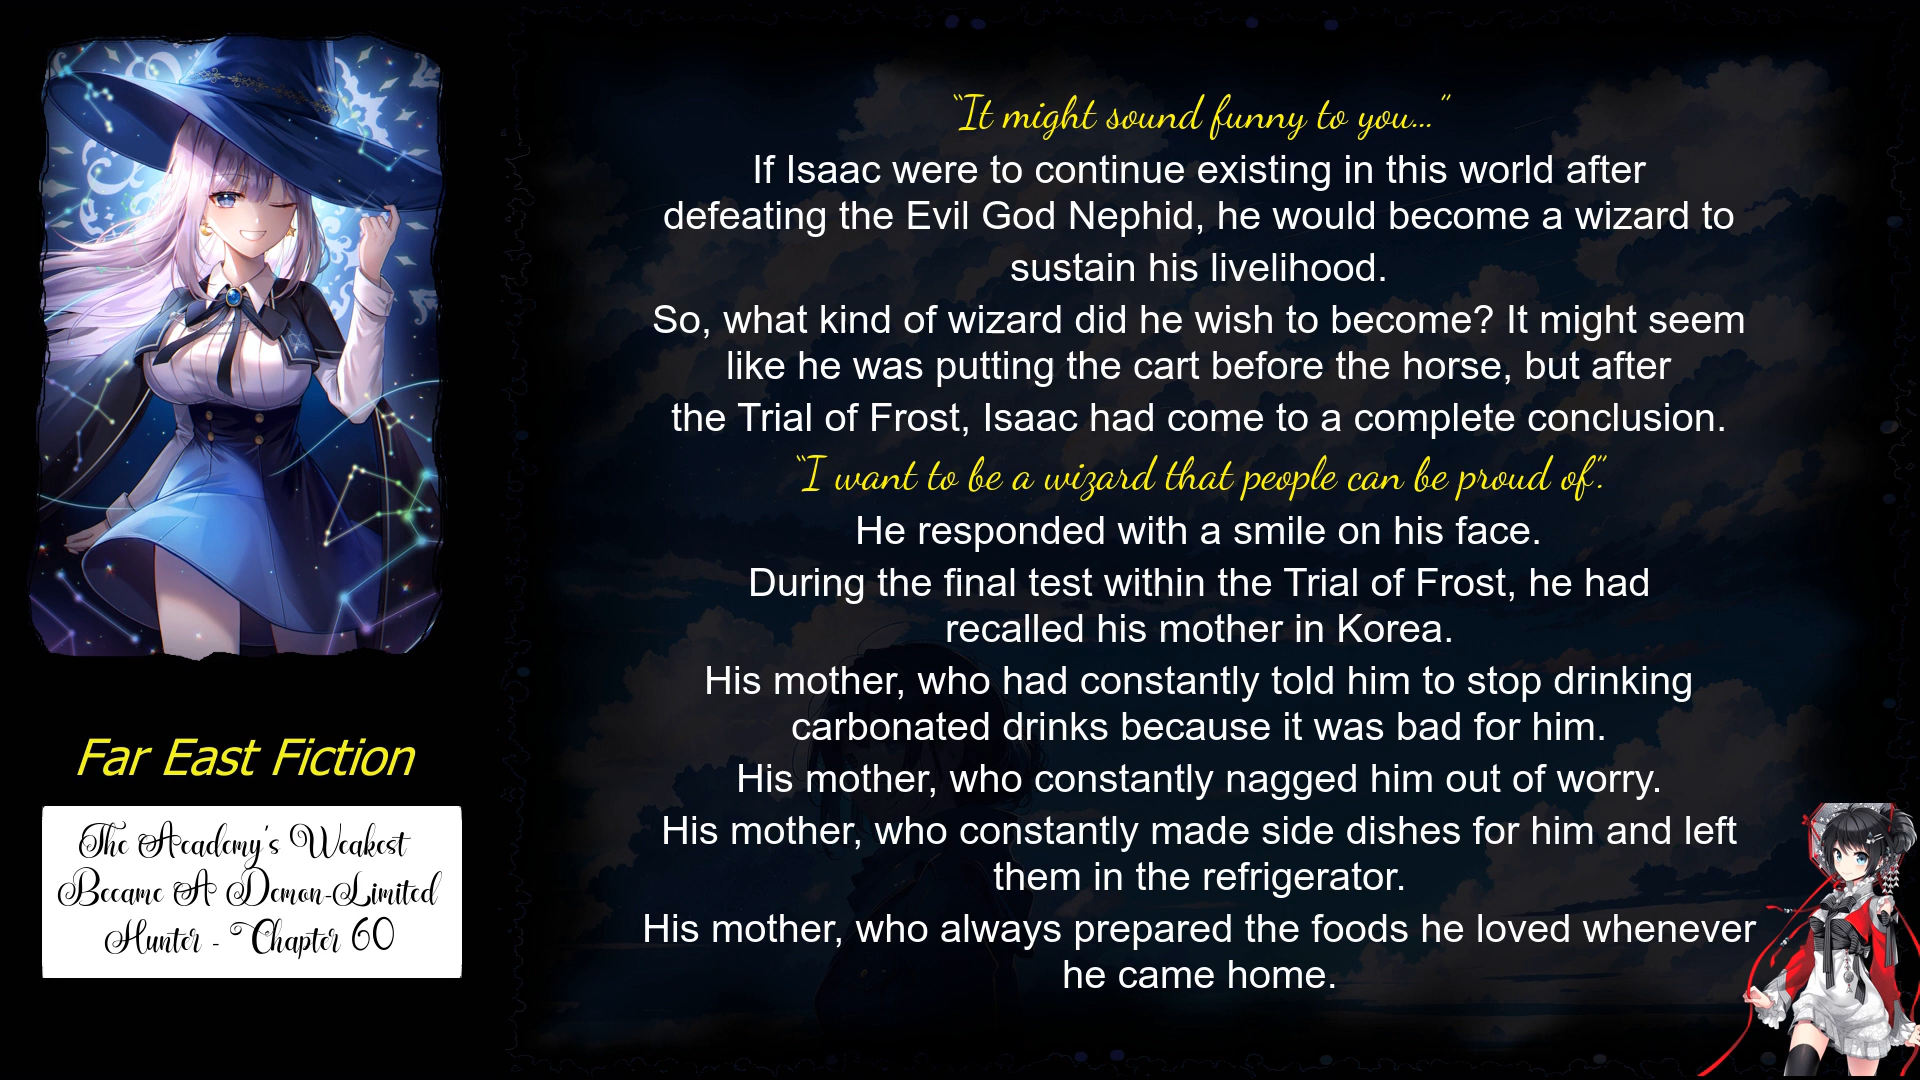 Far East Fiction
The Academy's Weakest
Became A Demon-Limited
Hunter - Chapter 60
"It might sound funny to you..."
If Isaac were to continue existing in this world after
defeating the Evil God Nephid, he would become a wizard to
sustain his livelihood.
So, what kind of wizard did he wish to become? It might seem
like he was putting the cart before the horse, but after
the Trial of Frost, Isaac had come to a complete conclusion.
"I want to be a wizard that people can be proud of".
He responded with a smile on his face.
During the final test within the Trial of Frost, he had
recalled his mother in Korea.
His mother, who had constantly told him to stop drinking
carbonated drinks because it was bad for him.
His mother, who constantly nagged him out of worry.
His mother, who constantly made side dishes for him and left
them in the refrigerator.
His mother, who always prepared the foods he loved whenever
he came home.